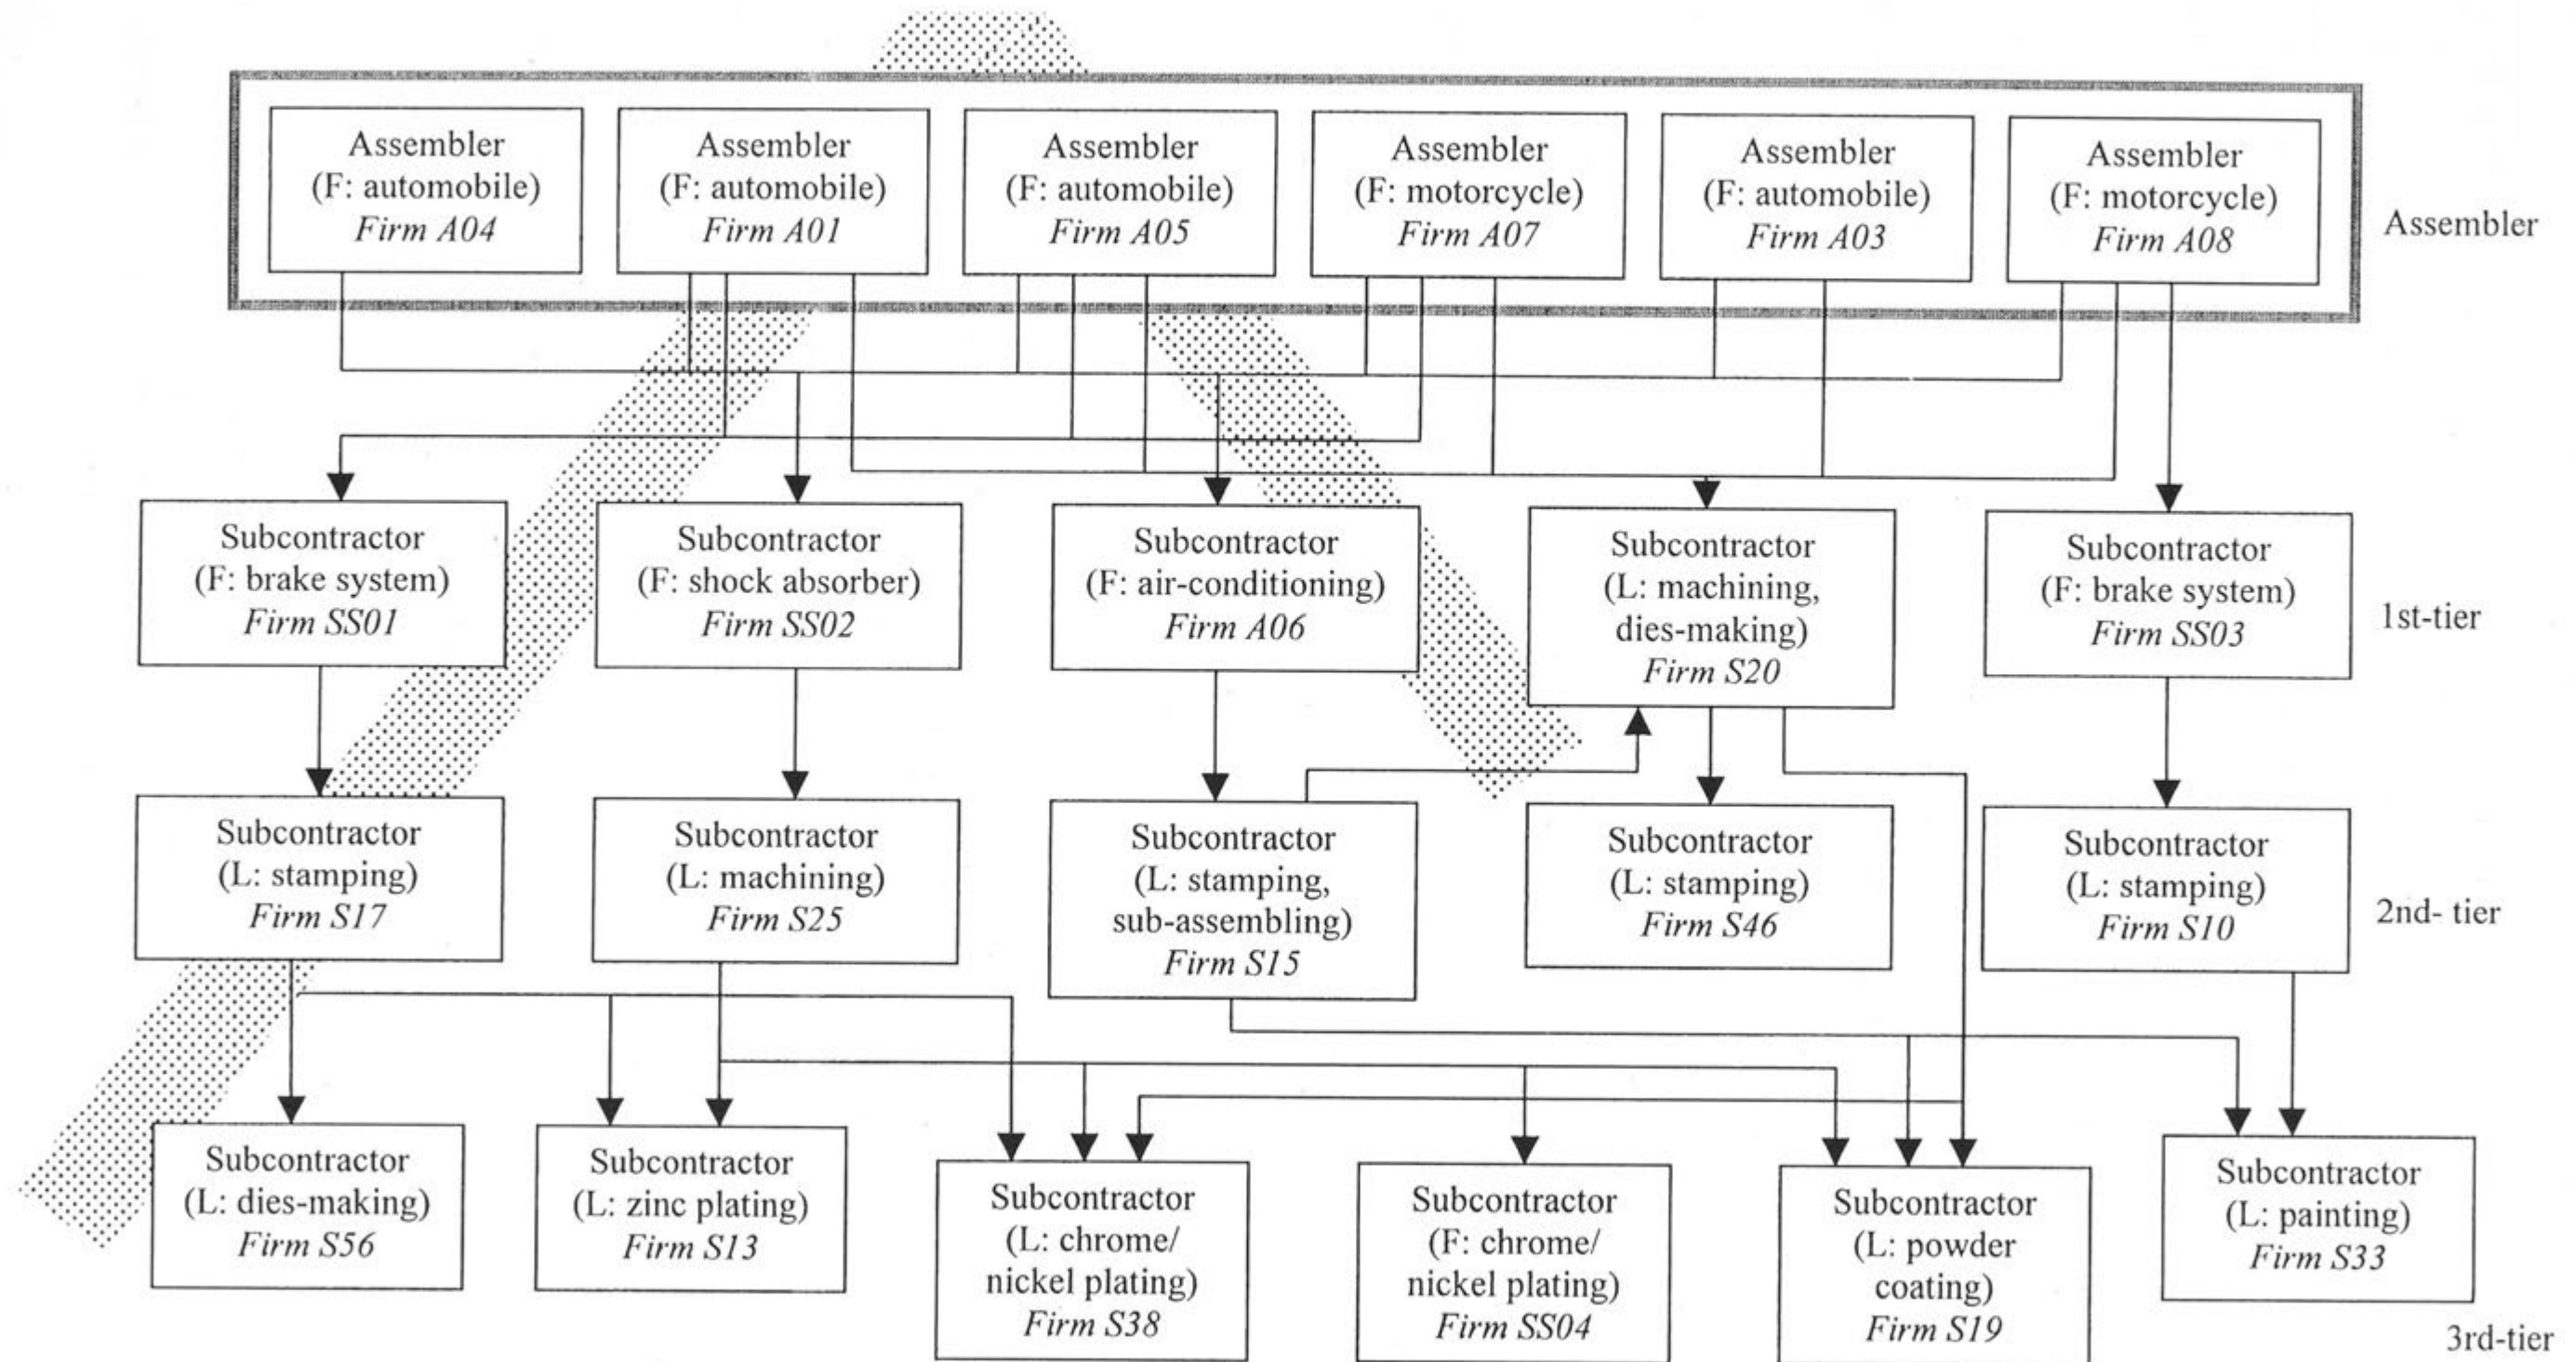 Assembler
(F: automobile)
Firm A04
Assembler
(F: automobile)
Firm A01
Assembler
(F: automobile)
Firm A05
Assembler
(F: motorcycle)
Firm A07
Assembler
(F: automobile)
Firm A03
Assembler
(F: motorcycle)
Firm A08
Assembler
Subcontractor
(F: brake system)
Firm SS01
Subcontractor
(F: shock absorber)
Firm SS02
Subcontractor
(F: air-conditioning)
Firm A06
Subcontractor
(L: machining,
dies-making)
Firm S20
Subcontractor
(F: brake system)
Firm SS03
1st-tier
Subcontractor
(L: stamping)
Firm S17
Subcontractor
(L: machining)
Firm S25
Subcontractor
(L: stamping,
sub-assembling)
Firm S15
Subcontractor
(L: stamping)
Firm S46
Subcontractor
(L: stamping)
Firm S10
2nd- tier
Subcontractor
(L: dies-making)
Firm S56
Subcontractor
(L: zinc plating)
Firm S13
Subcontractor
(L: chrome/
nickel plating)
Firm S38
Subcontractor
(F: chrome/
nickel plating)
Firm SS04
Subcontractor
(L: powder
coating)
Firm S19
Subcontractor
(L: painting)
Firm S33
3rd-tier